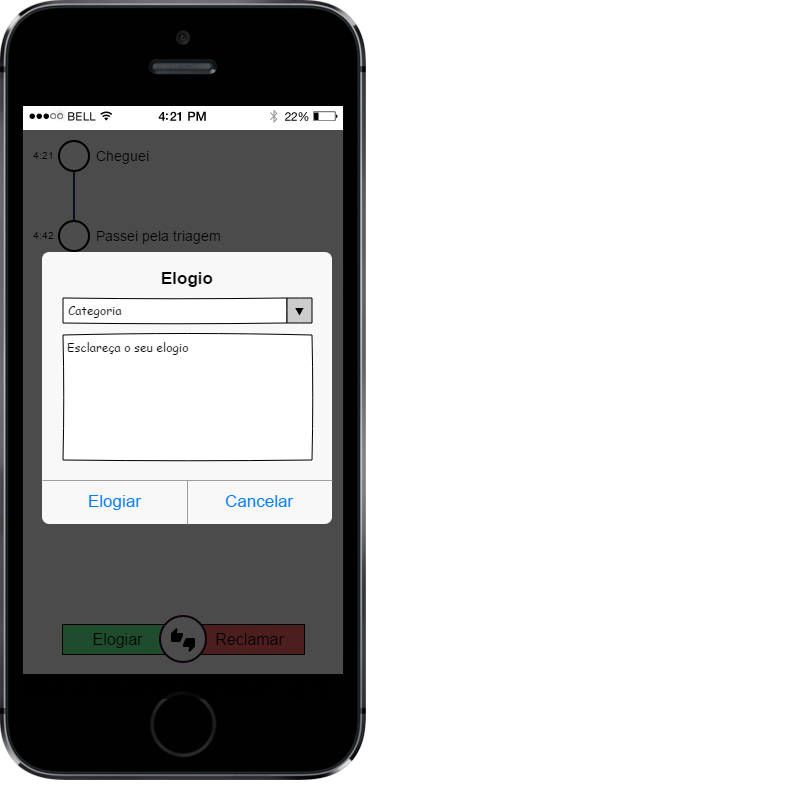 BELL 4:21 PM 22%
4:21 Cheguei
4:42 Passei pela triagem
Elogio
Categoria
Esclareça o seu elogio
Elogiar Cancelar
Elogiar Reclamar